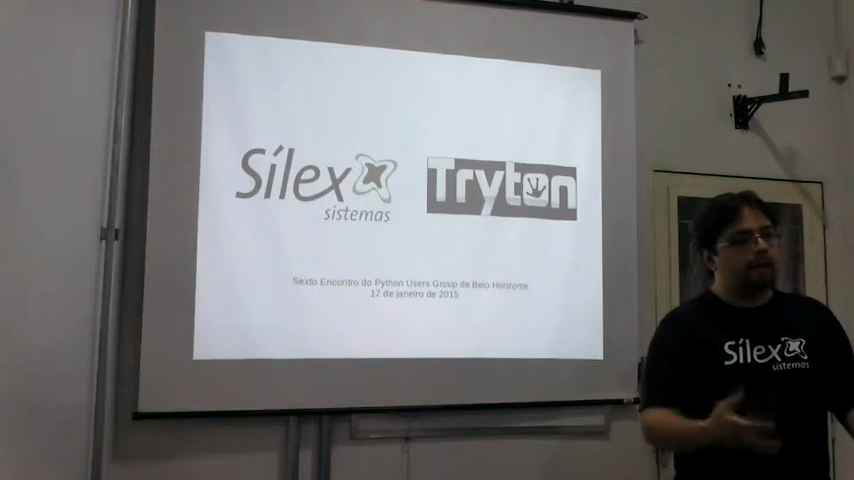 Sílex
sistemas
Tryton
Sexto Encontro do Python Users Group de Belo Horizonte
17 de janeiro de 2015
Sílex
sistemas